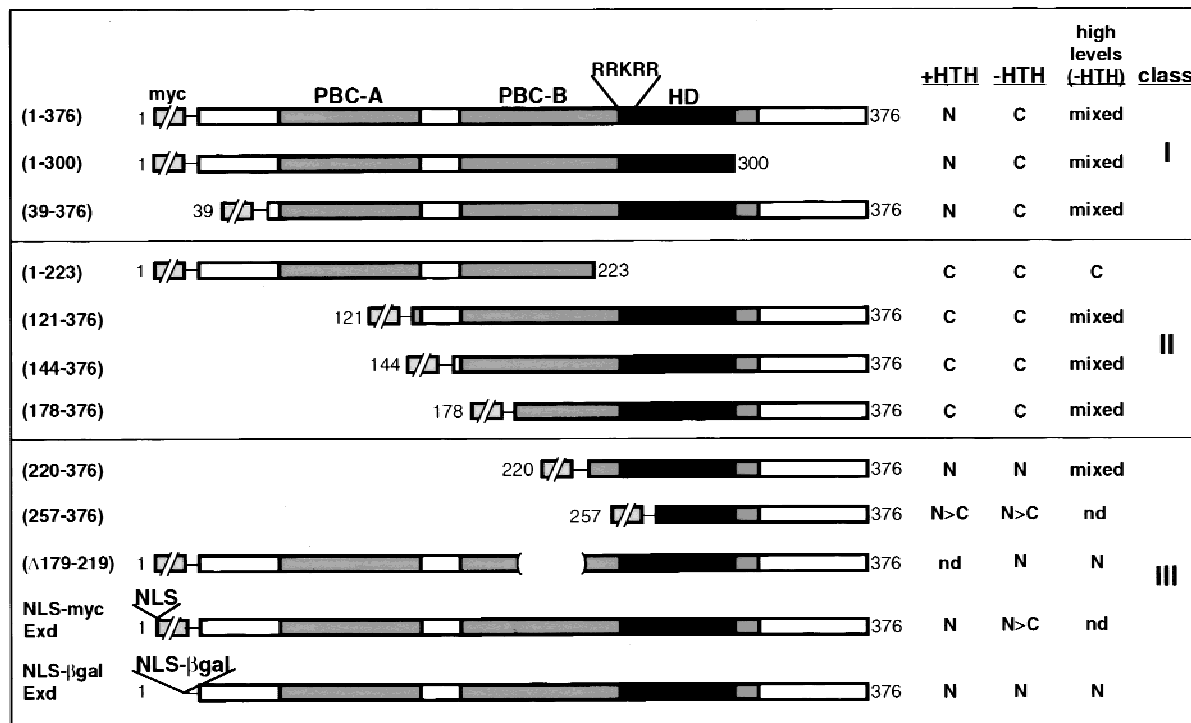 high
levels
+HTH -HTH (-HTH) class
RRKRR
myc PBC-A PBC-B HD
(1-376) 1 376 N C mixed
(1-300) 1 300 N C mixed I
(39-376) 39 376 N C mixed
(1-223) 1 223 C C C
(121-376) 121 376 C C mixed
II
(144-376) 144 376 C C mixed
(178-376) 178 376 C C mixed
(220-376) 220 376 N N mixed
(257-376) 257 376 N>C N>C nd
(Δ179-219) 1 376 nd N N
III
NLS
NLS-myc
Exd 1 376 N N>C nd
NLS-βgal NLS-βgal
Exd 1 376 N N N